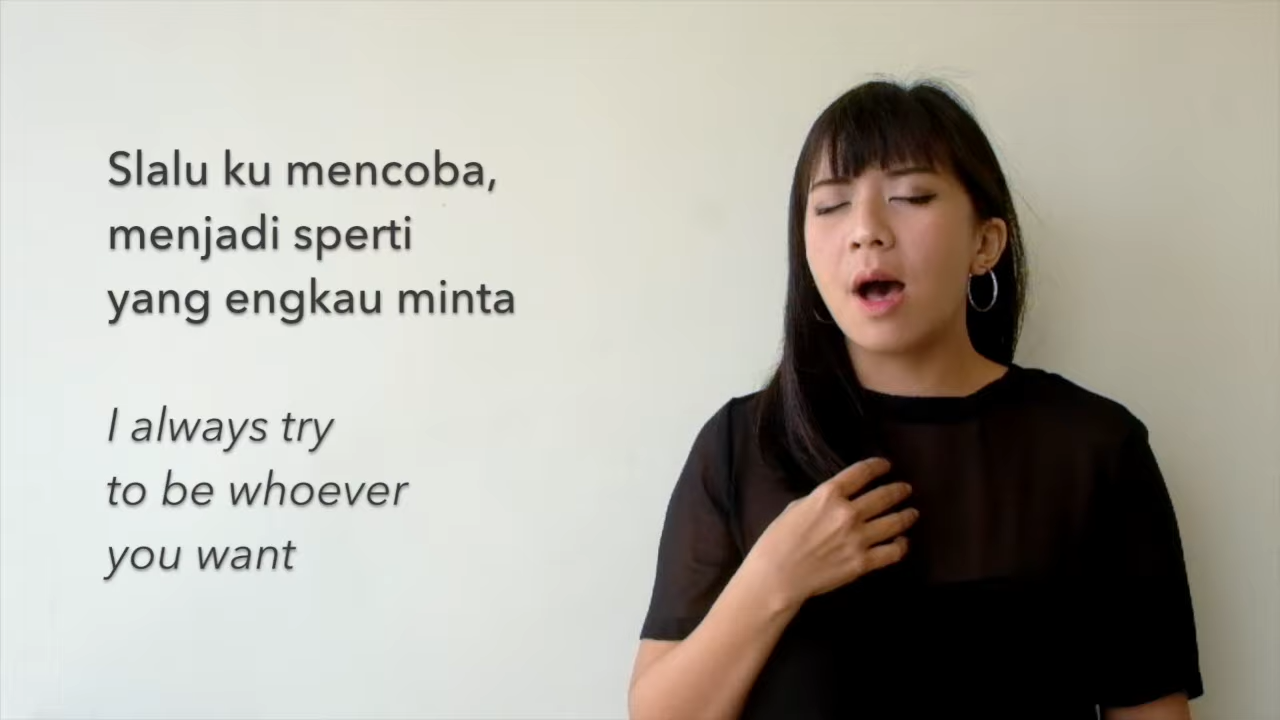 Slalu ku mencoba,
menjadi sperti
yang engkau minta
I always try
to be whoever
you want